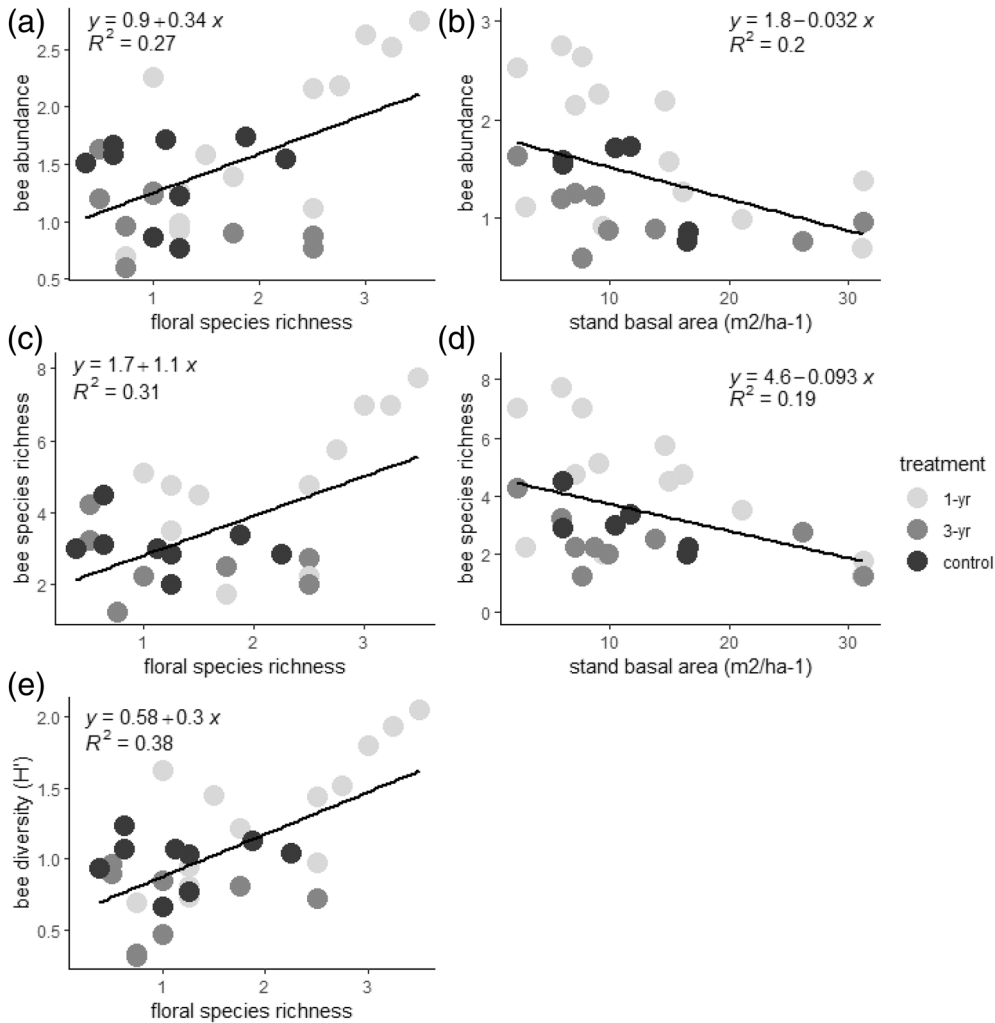 (a)
y = 0.9 + 0.34 x
R² = 0.27
2.5
2.0
1.5
1.0
0.5
bee abundance
1 2 3
floral species richness
(b)
y = 1.8 − 0.032 x
R² = 0.2
3
2
1
bee abundance
10 20 30
stand basal area (m2/ha-1)
(c)
y = 1.7 + 1.1 x
R² = 0.31
8
6
4
2
bee species richness
1 2 3
floral species richness
(d)
y = 4.6 − 0.093 x
R² = 0.19
8
6
4
2
0
bee species richness
10 20 30
stand basal area (m2/ha-1)
treatment
1-yr
3-yr
control
(e)
y = 0.58 + 0.3 x
R² = 0.38
2.0
1.5
1.0
0.5
bee diversity (H')
1 2 3
floral species richness